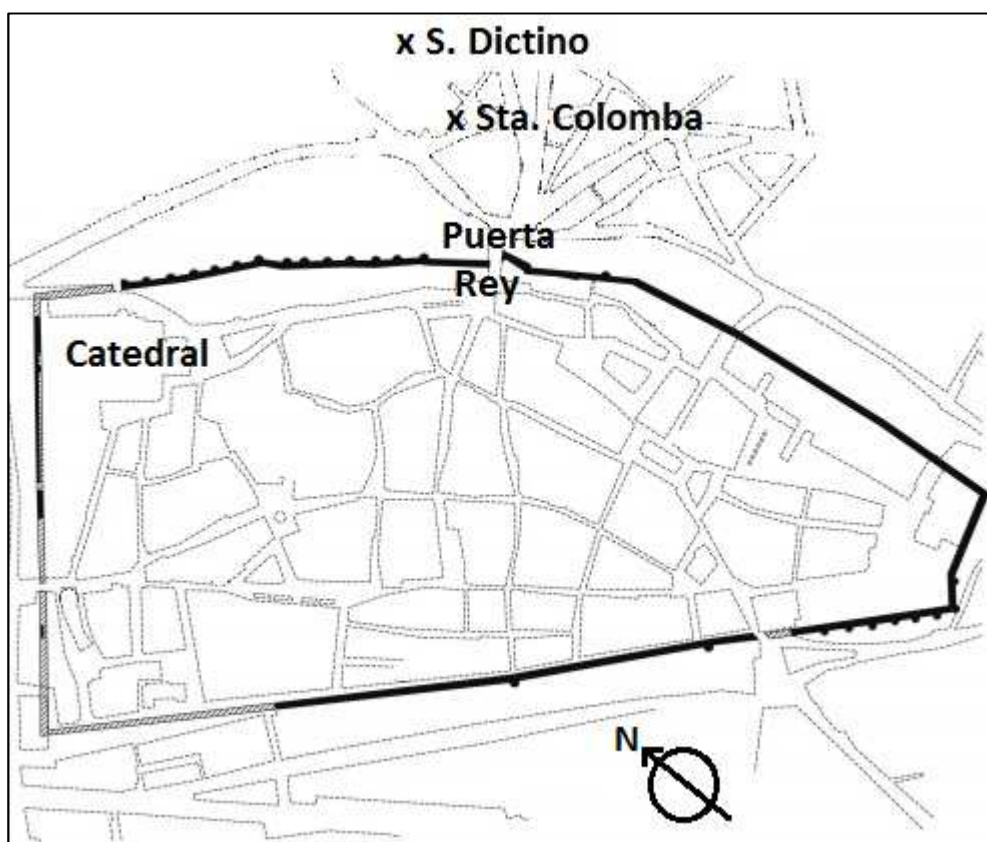 x S. Dictino
x Sta. Colomba
Puerta
Rey
Catedral
N